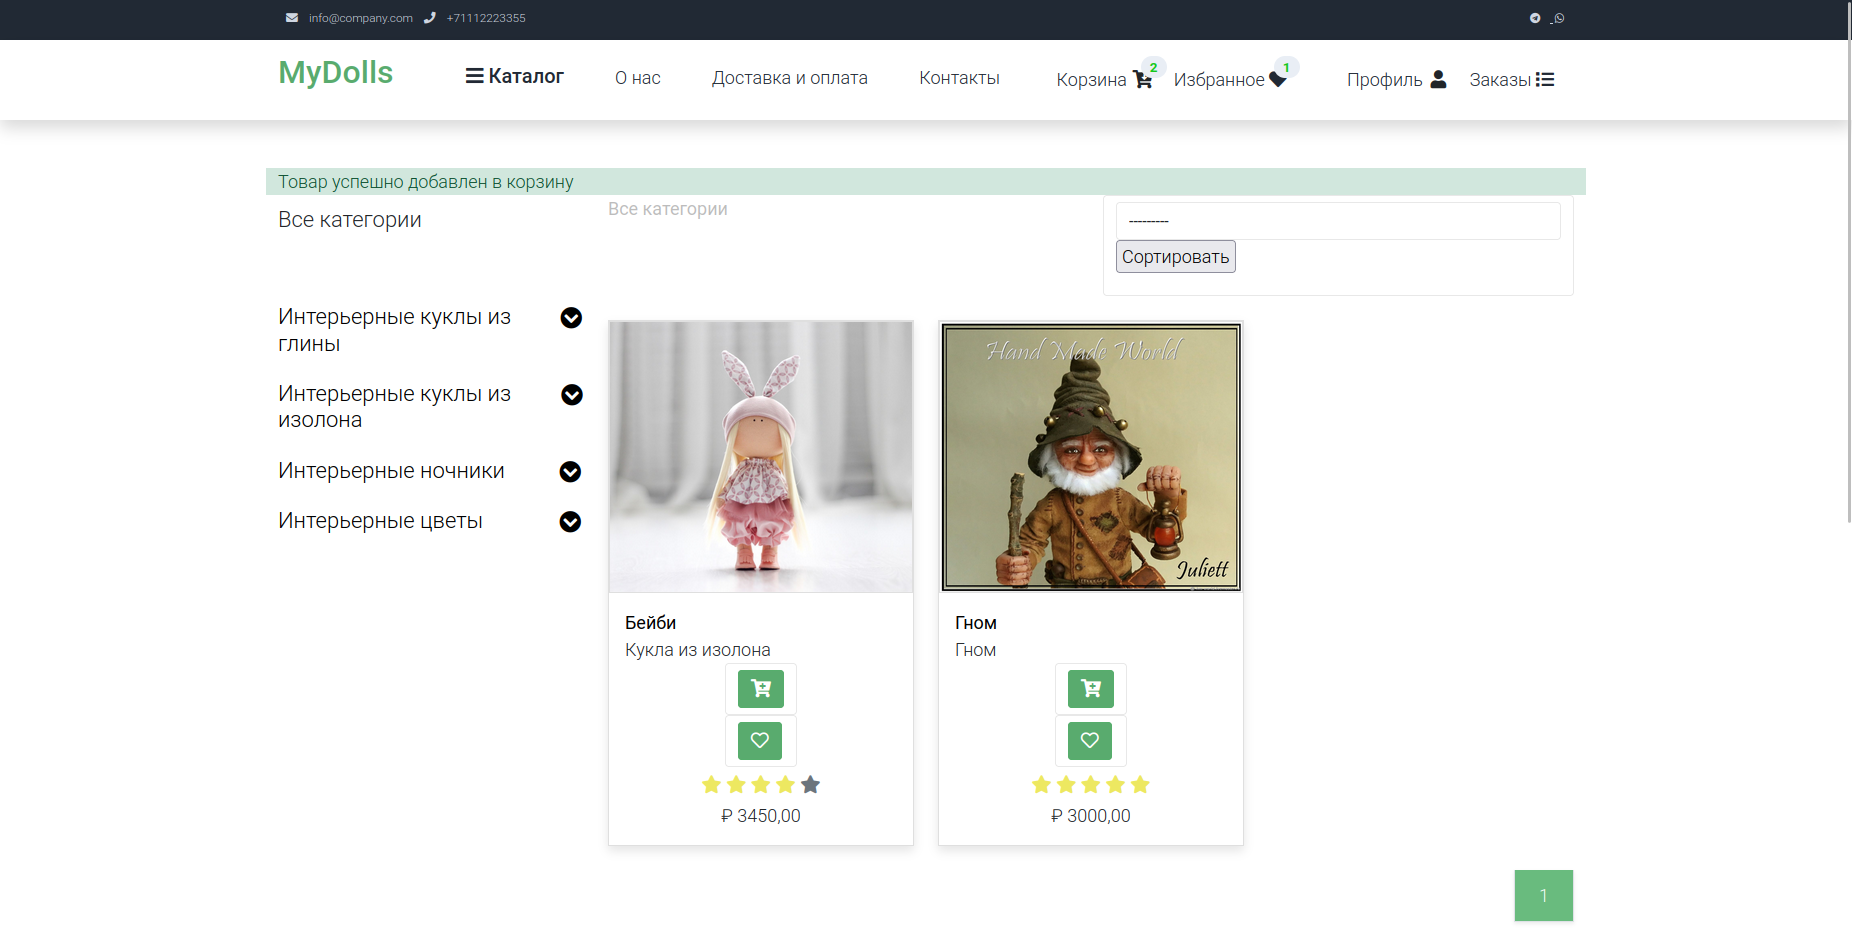 info@company.com +71112223355
MyDolls
Каталог
О нас
Доставка и оплата
Контакты
Корзина 2
Избранное 1
Профиль
Заказы
Товар успешно добавлен в корзину
Все категории
Все категории
---------
Сортировать
Интерьерные куклы из
глины
Интерьерные куклы из
изолона
Интерьерные ночники
Интерьерные цветы
Hand Made World
Juliett
Бейби
Кукла из изолона
₽ 3450,00
Гном
Гном
₽ 3000,00
1